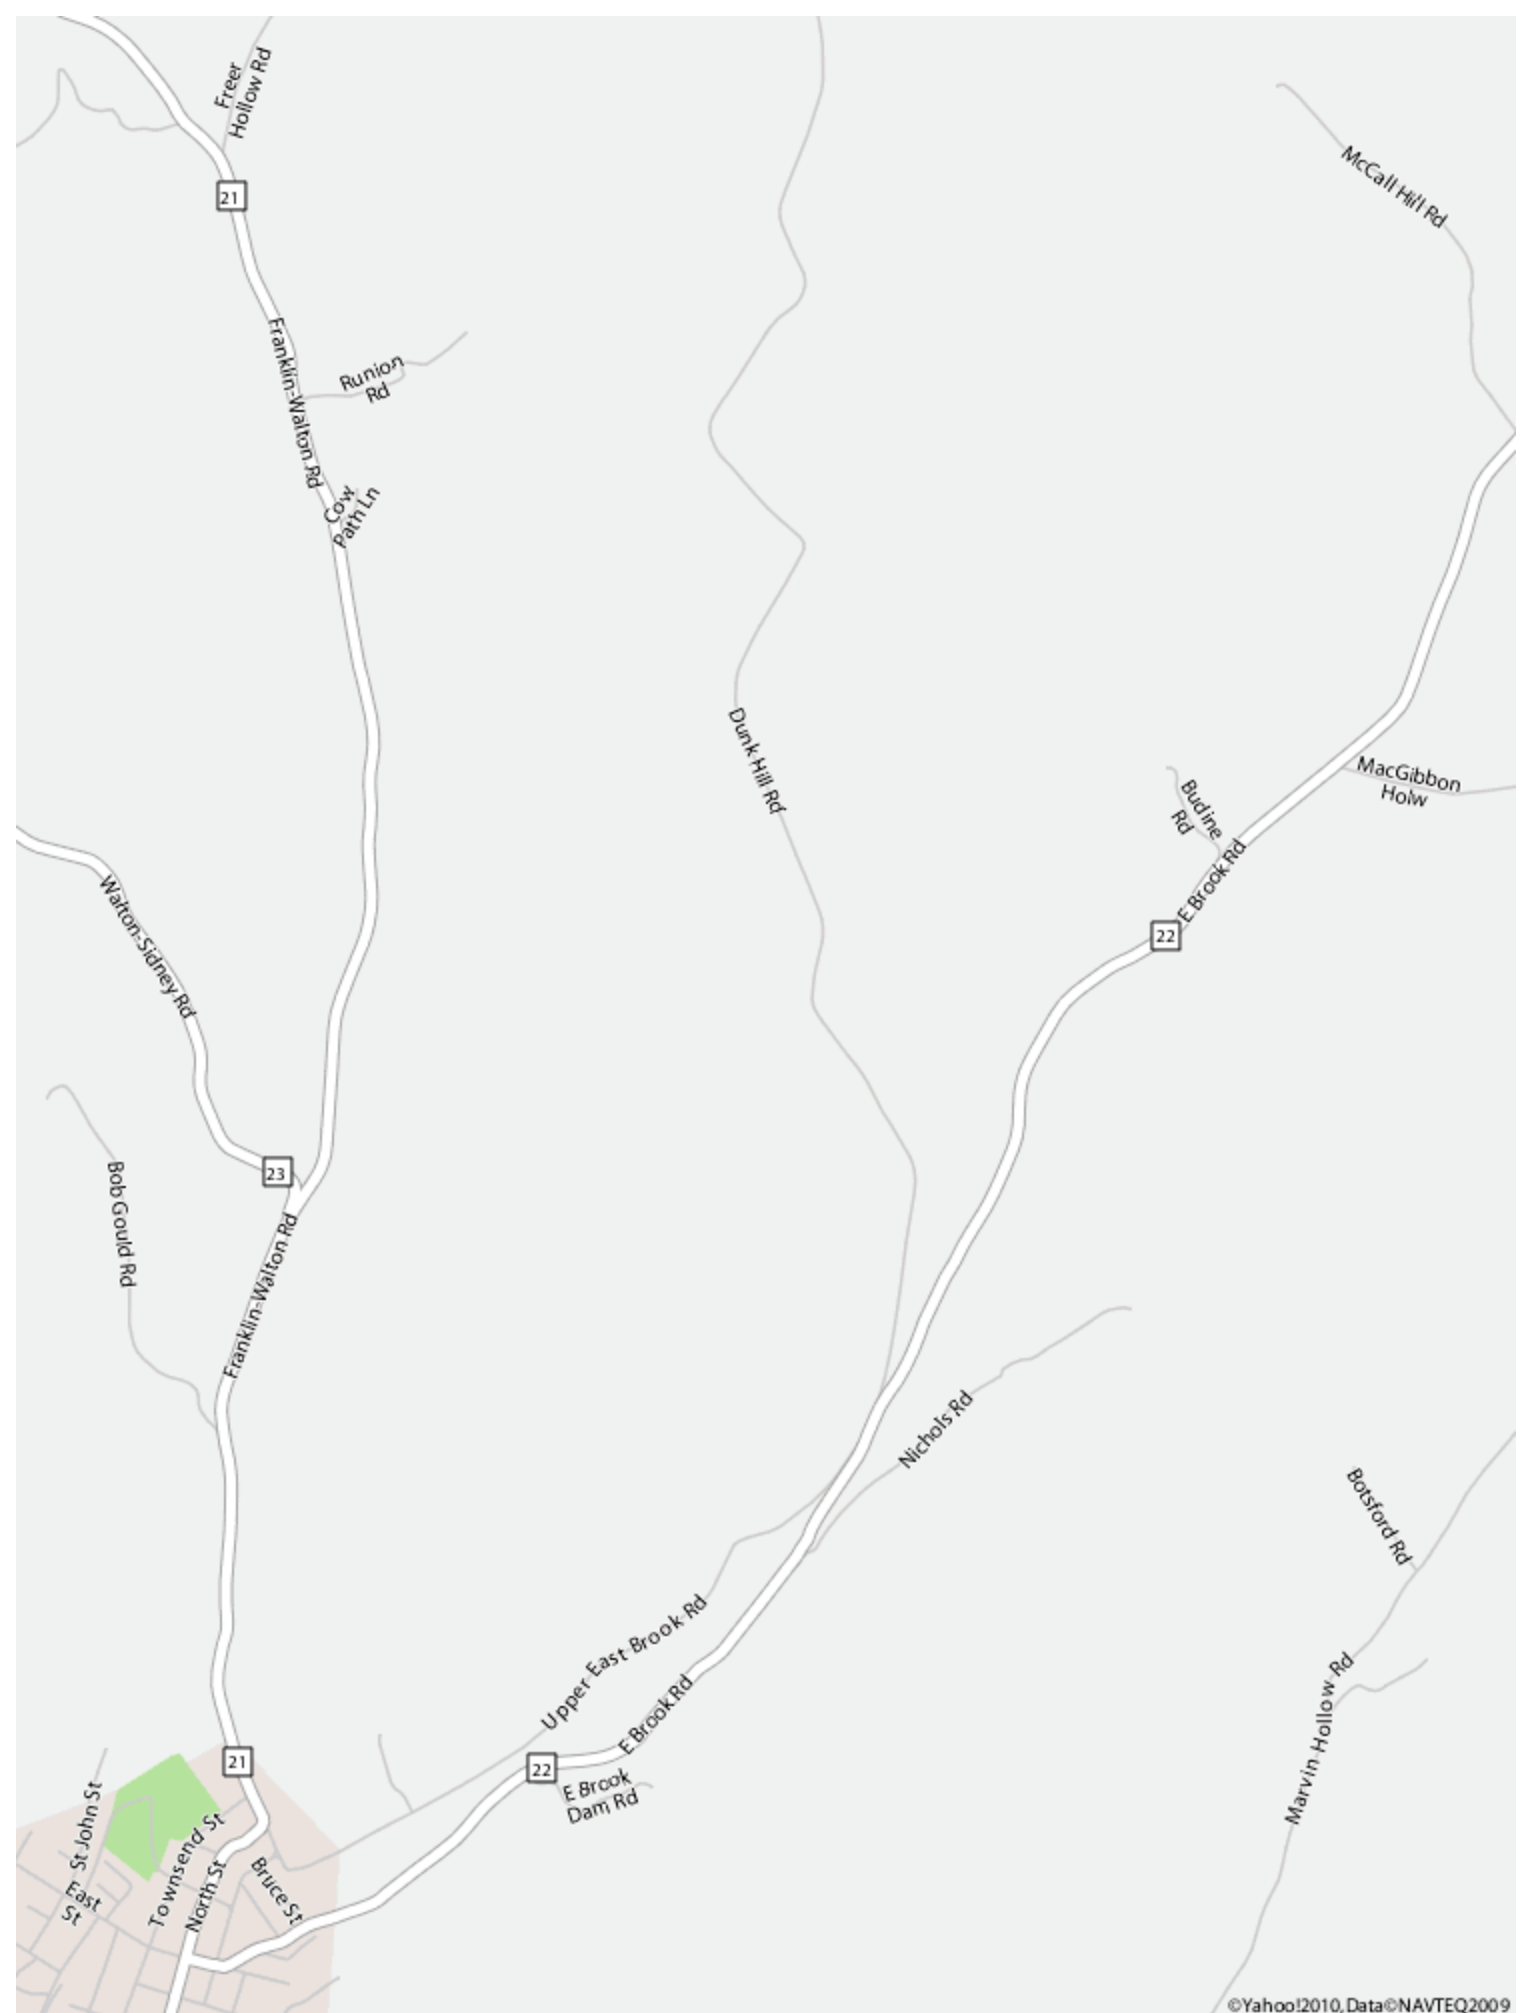 Freer
Hollow Rd
McCall Hill Rd
21
Franklin-Walton Rd
Runion
Rd
Cow
Path Ln
Dunk Hill Rd
MacGibbon
Holw
Budine
Rd
E Brook Rd
22
Walton-Sidney Rd
23
Bob Gould Rd
Franklin-Walton Rd
Nichols Rd
Botsford Rd
Upper East Brook Rd
E Brook Rd
Marvin Hollow Rd
21
22
E Brook
Dam Rd
St John St
Townsend St
North St
Bruce St
East
St
©Yahoo!2010, Data©NAVTEQ2009